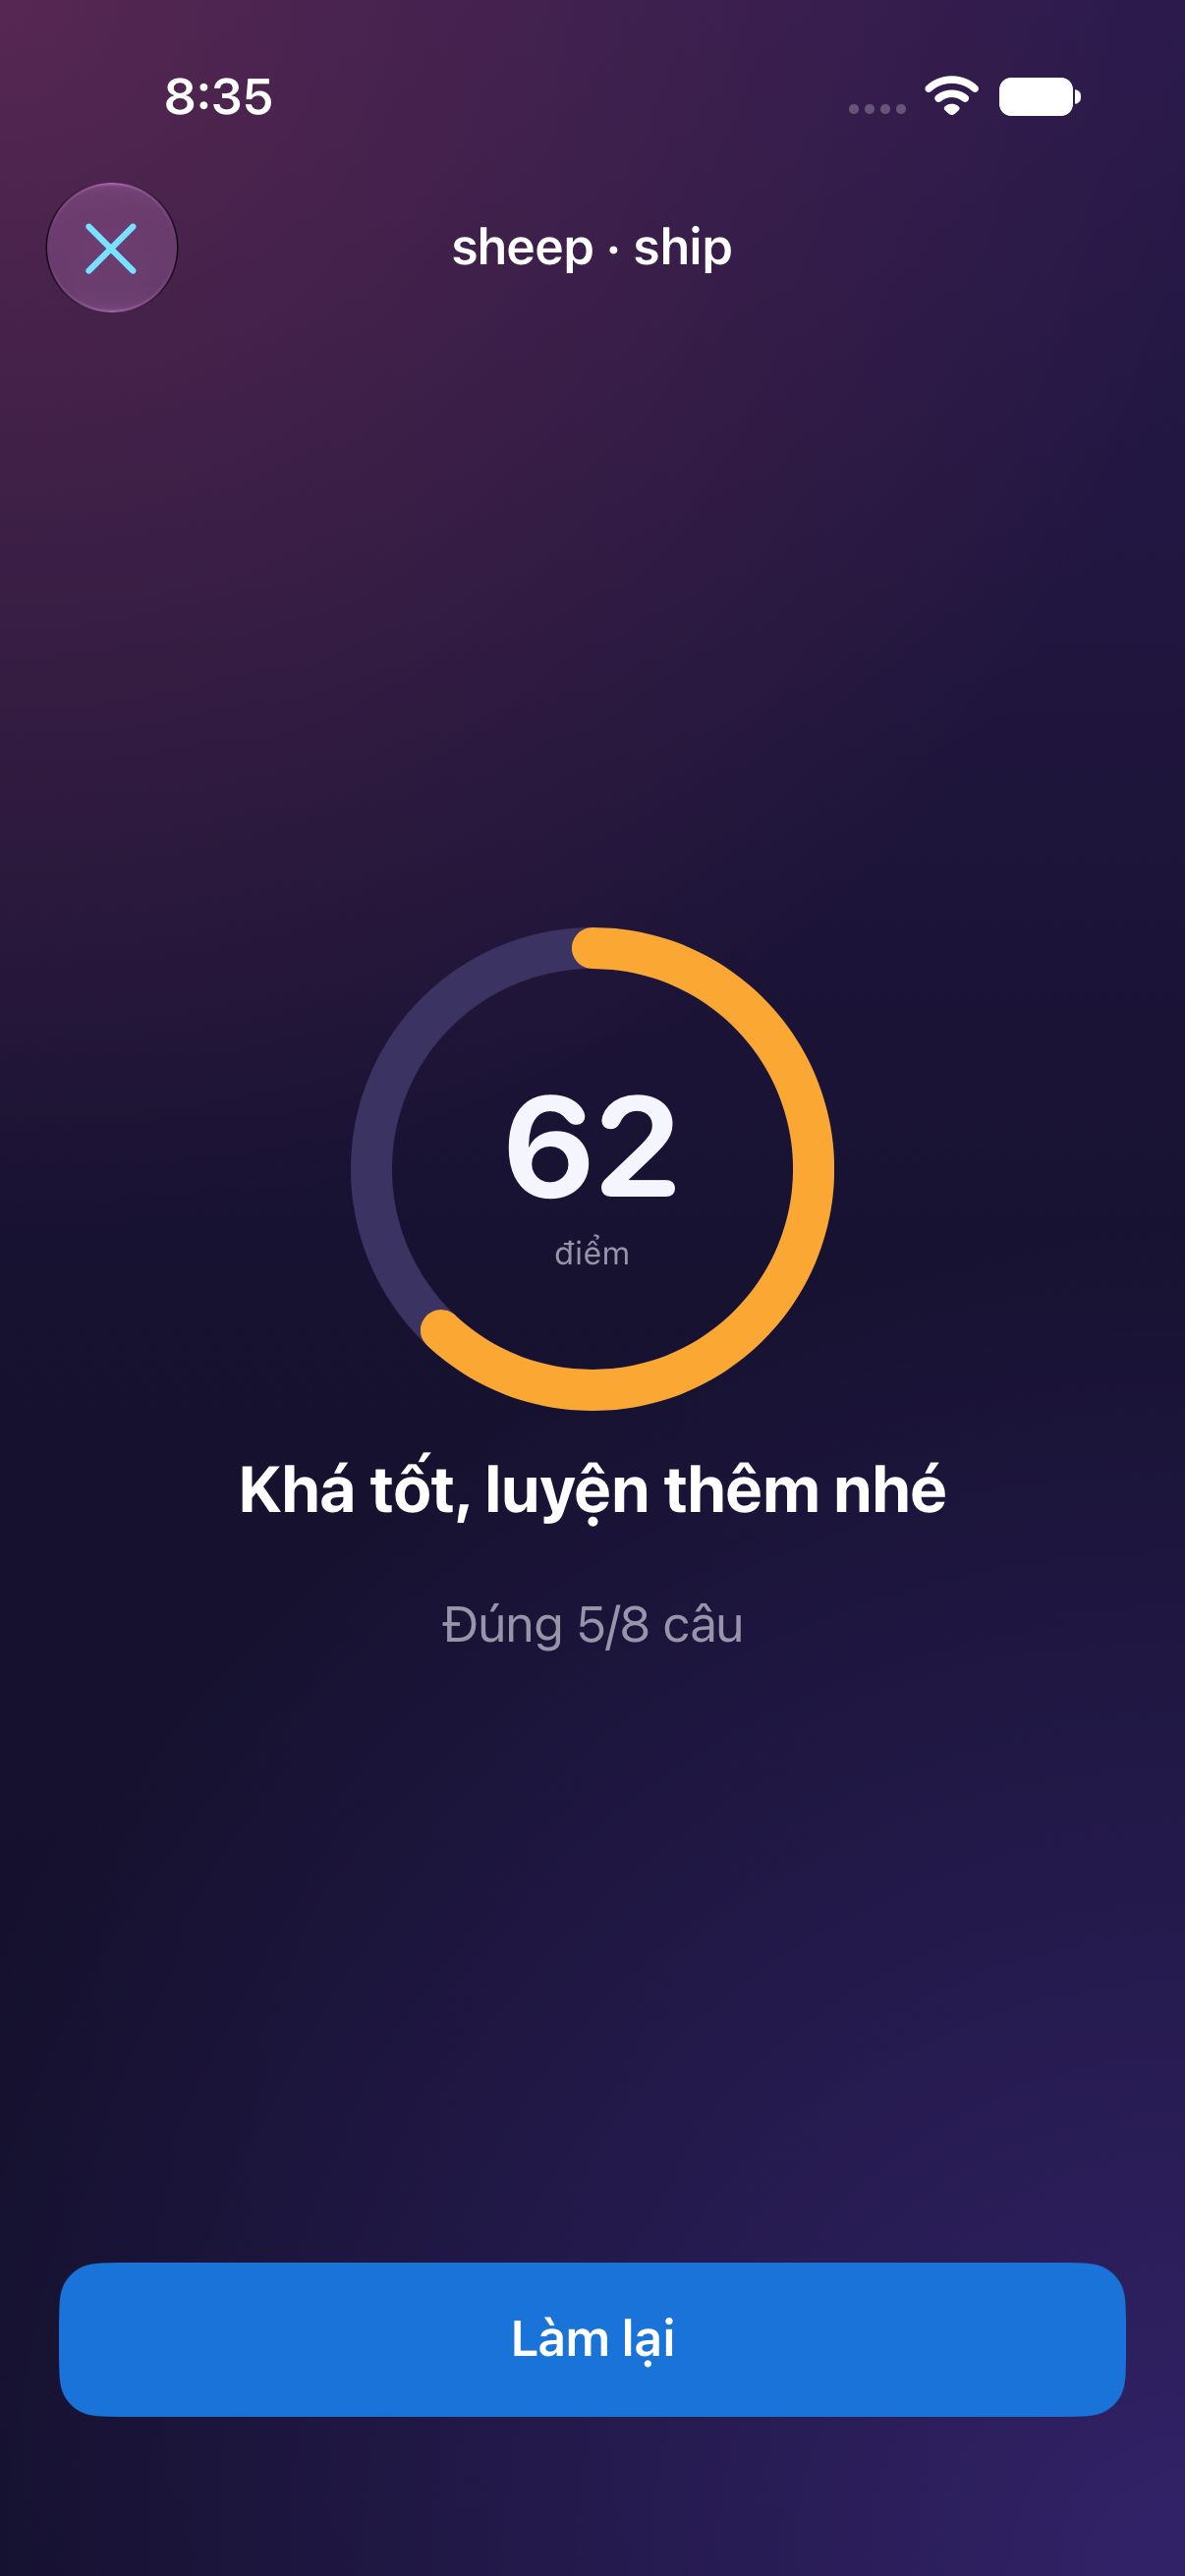 8:35
sheep · ship
62
điểm
Khá tốt, luyện thêm nhé
Đúng 5/8 câu
Làm lại